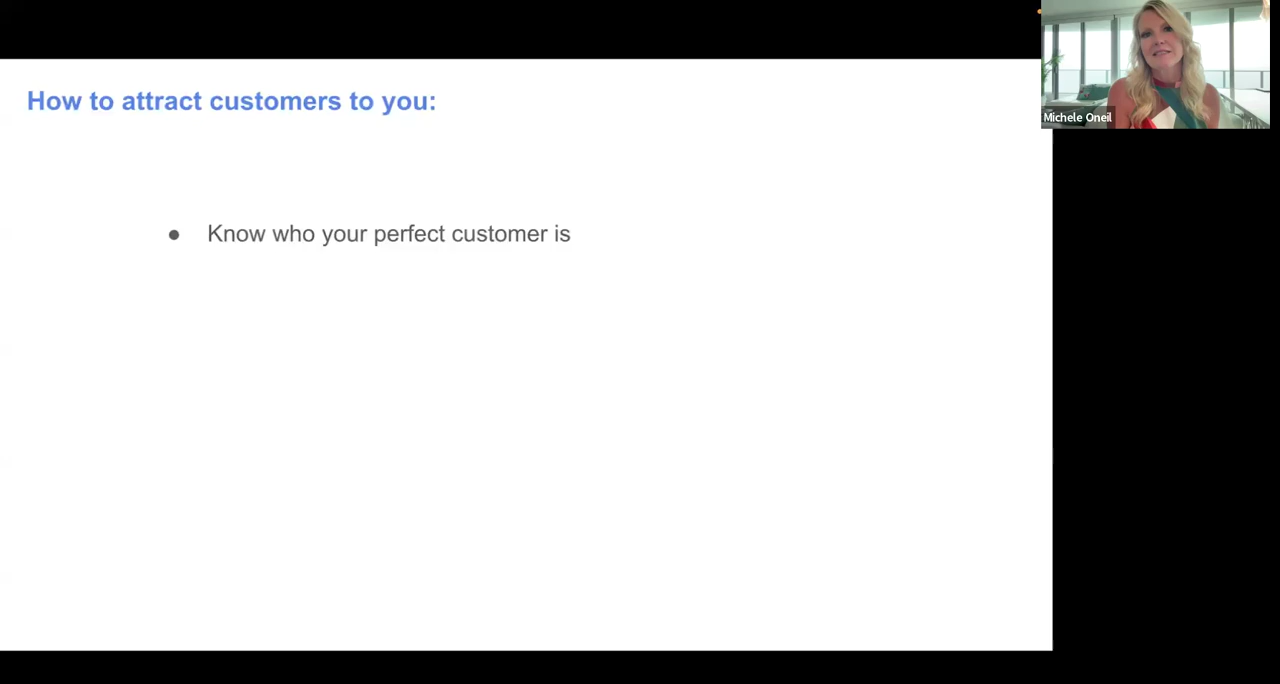 How to attract customers to you:
Michele Oneil
● Know who your perfect customer is